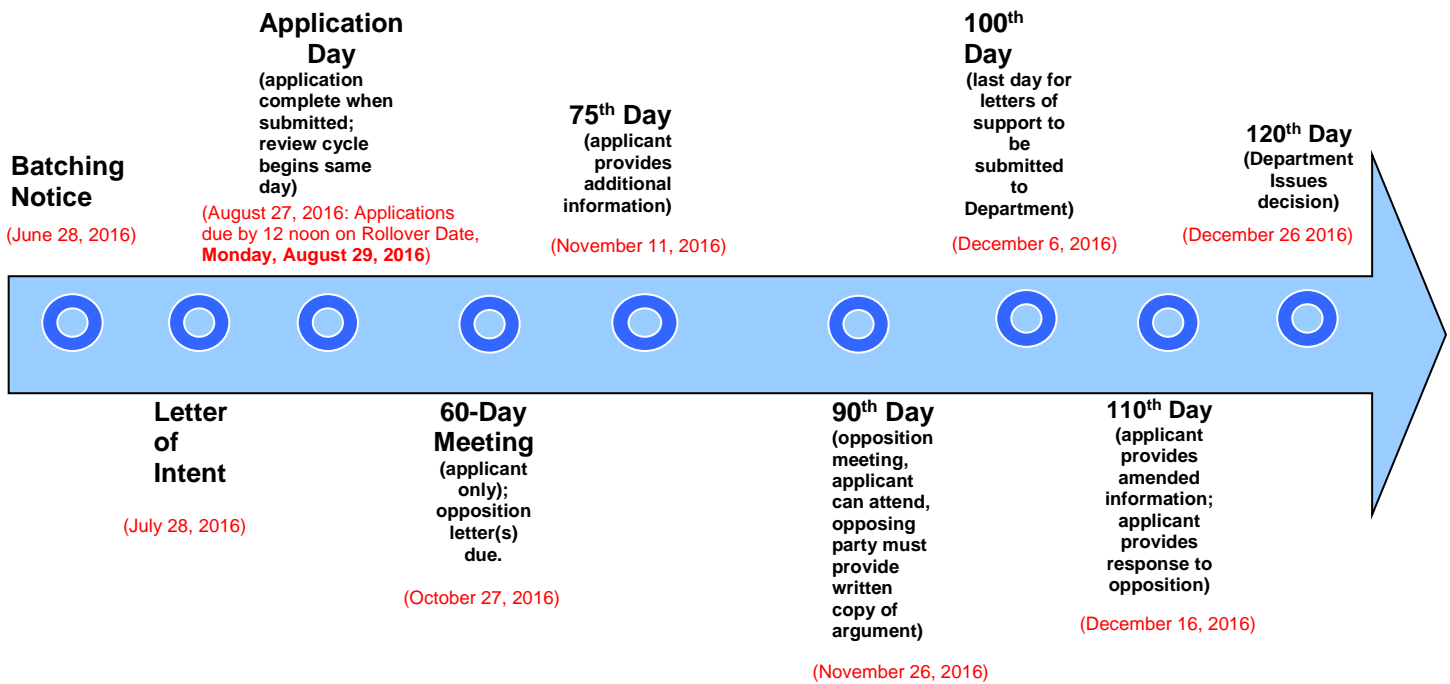 Batching
Notice
(June 28, 2016)
Letter
of
Intent
(July 28, 2016)
Application
Day
(application
complete when
submitted;
review cycle
begins same
day)
(August 27, 2016: Applications
due by 12 noon on Rollover Date,
Monday, August 29, 2016)
60-Day
Meeting
(applicant
only);
opposition
letter(s)
due.
(October 27, 2016)
75th Day
(applicant
provides
additional
information)
(November 11, 2016)
90th Day
(opposition
meeting,
applicant
can attend,
opposing
party must
provide
written
copy of
argument)
(November 26, 2016)
100th
Day
(last day for
letters of
support to
be
submitted
to
Department)
(December 6, 2016)
110th Day
(applicant
provides
amended
information;
applicant
provides
response to
opposition)
(December 16, 2016)
120th Day
(Department
Issues
decision)
(December 26 2016)